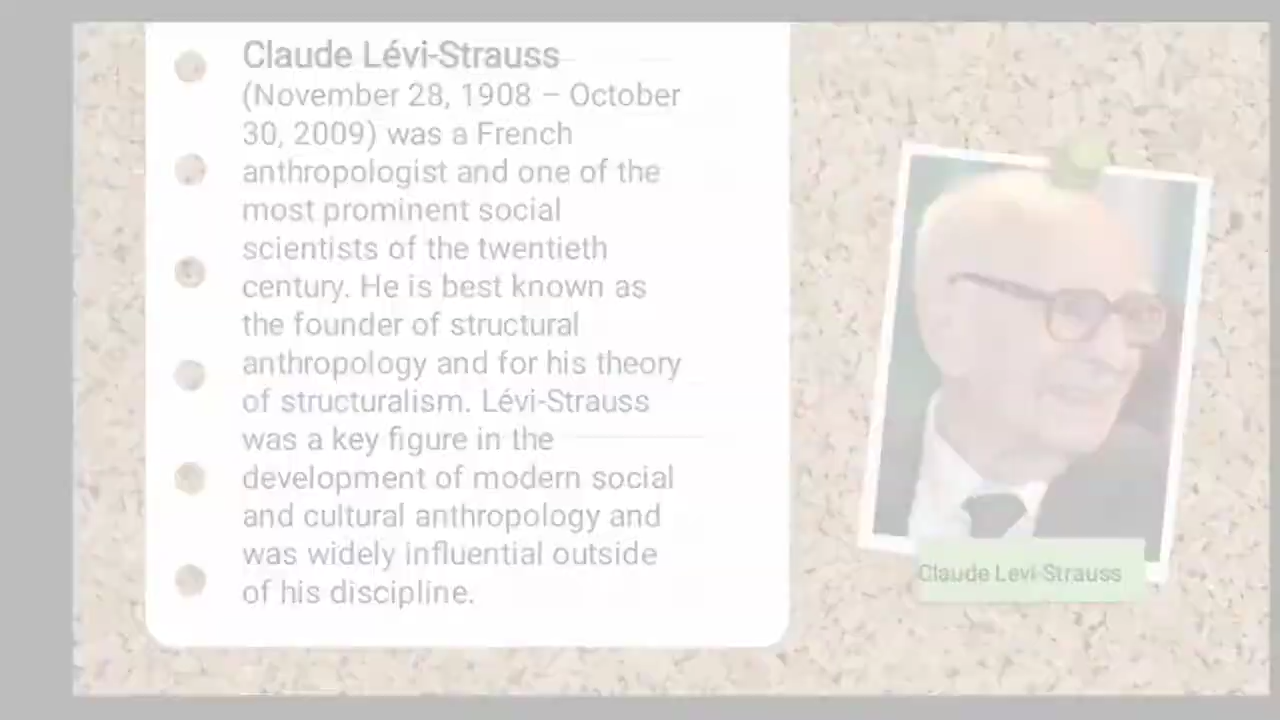 Claude Lévi-Strauss
(November 28, 1908 – October
30, 2009) was a French
anthropologist and one of the
most prominent social
scientists of the twentieth
century. He is best known as
the founder of structural
anthropology and for his theory
of structuralism. Lévi-Strauss
was a key figure in the
development of modern social
and cultural anthropology and
was widely influential outside
of his discipline.
Claude Levi-Strauss